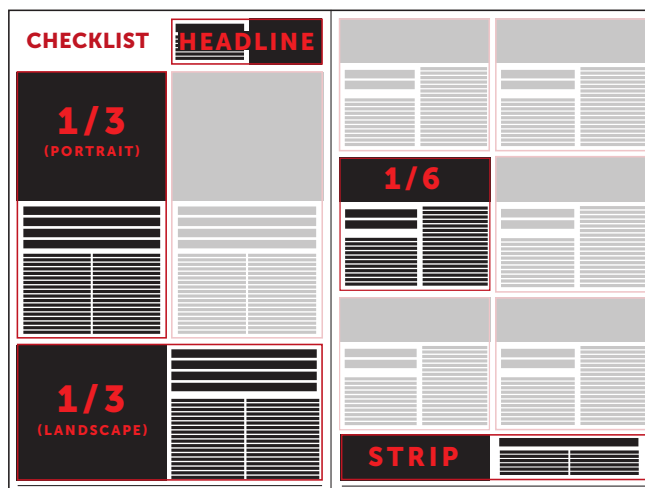 CHECKLIST
HEADLINE
1/3
(PORTRAIT)
1/3
(LANDSCAPE)
1/6
STRIP